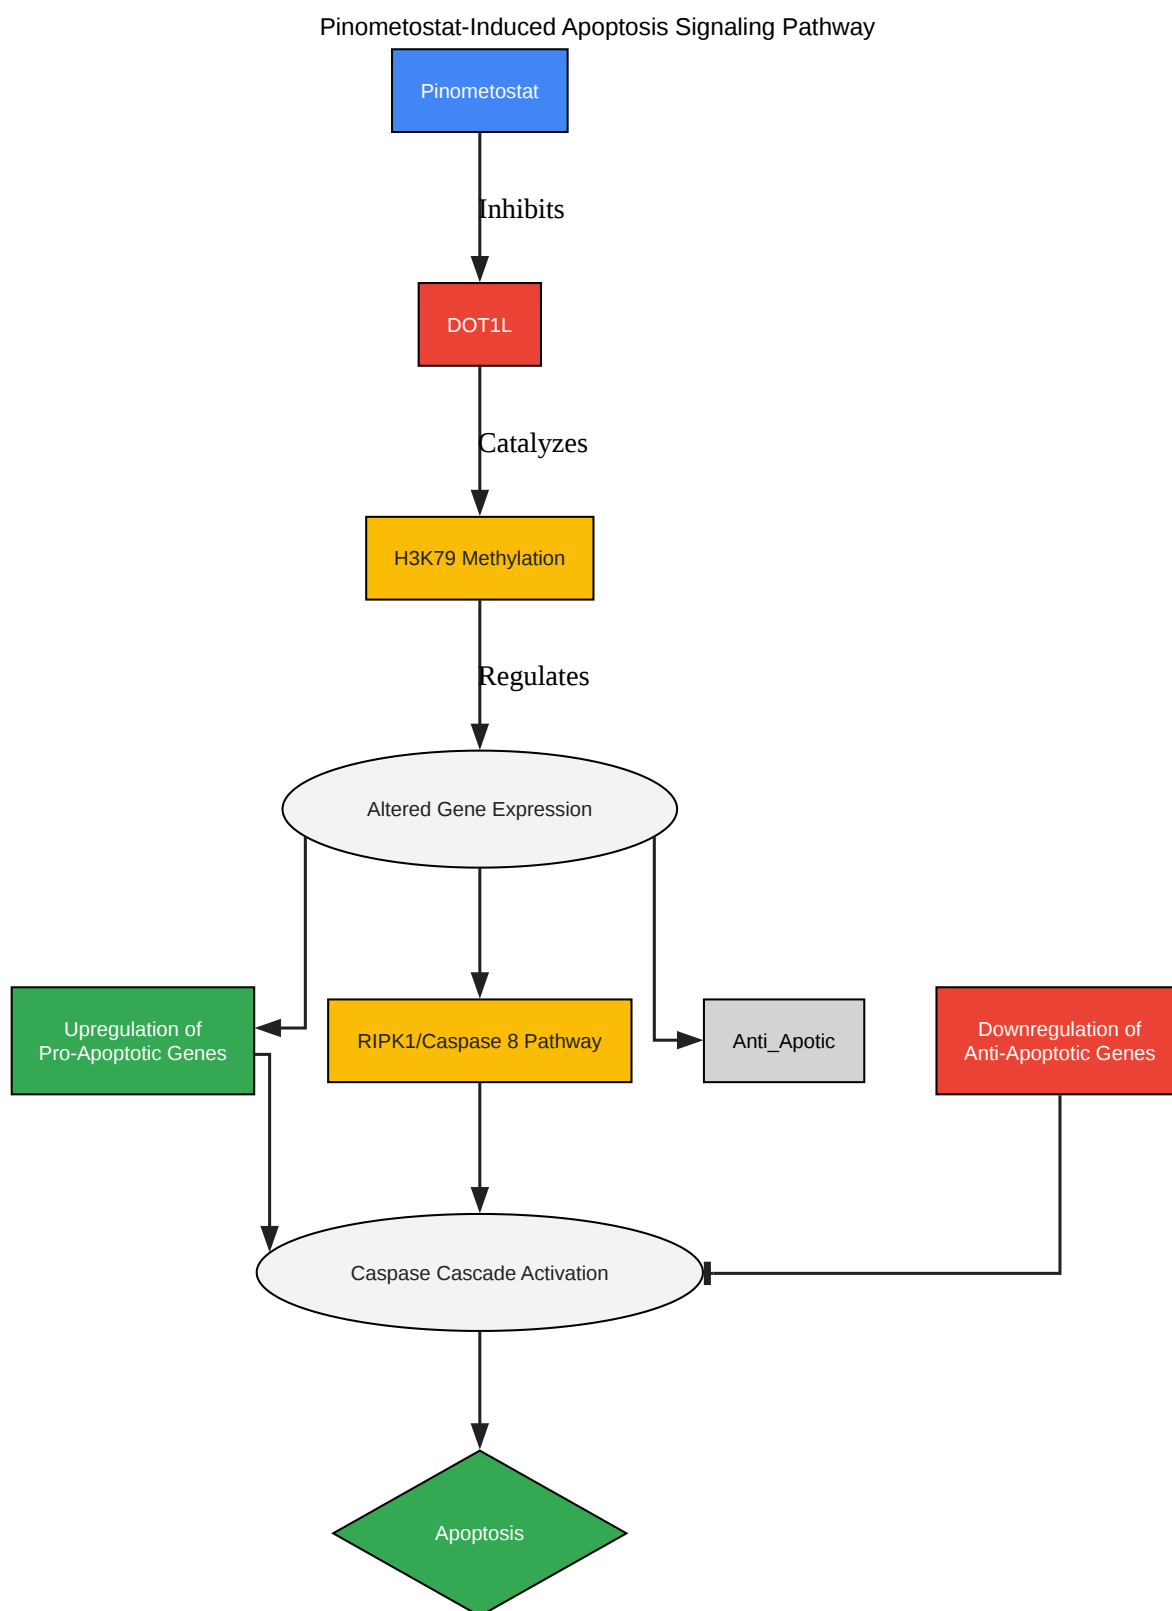 Pinometostat-Induced Apoptosis Signaling Pathway
Pinometostat
Inhibits
DOT1L
Catalyzes
H3K79 Methylation
Regulates
Altered Gene Expression
Upregulation of
Pro-Apoptotic Genes
RIPK1/Caspase 8 Pathway
Anti_Apotic
Downregulation of
Anti-Apoptotic Genes
Caspase Cascade Activation
Apoptosis